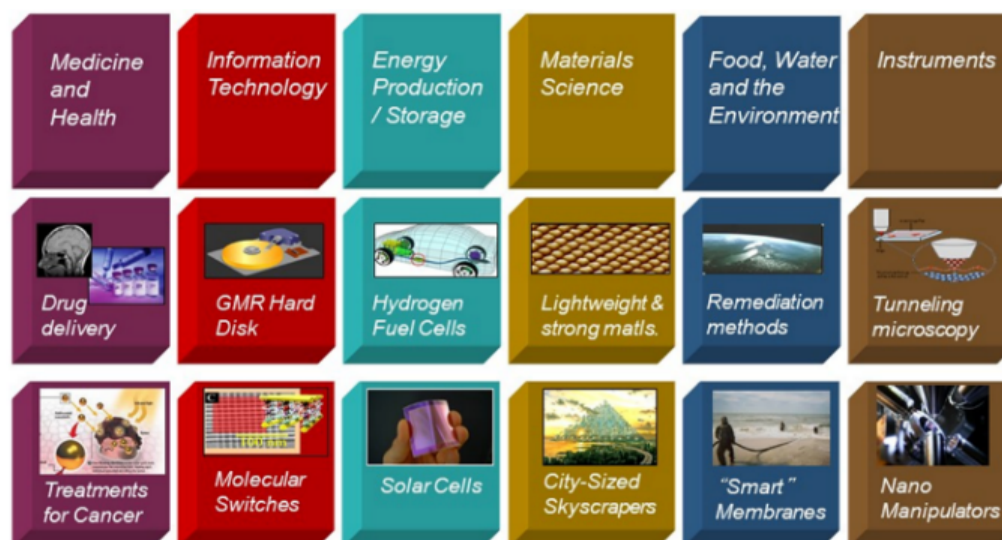 Medicine
and
Health
Information
Technology
Energy
Production
/ Storage
Materials
Science
Food, Water
and the
Environment
Instruments
Drug
delivery
GMR Hard
Disk
Hydrogen
Fuel Cells
Lightweight &
strong matls.
Remediation
methods
Tunneling
microscopy
Treatments
for Cancer
C
100 nm
Molecular
Switches
Solar Cells
City-Sized
Skyscrapers
“Smart”
Membranes
Nano
Manipulators